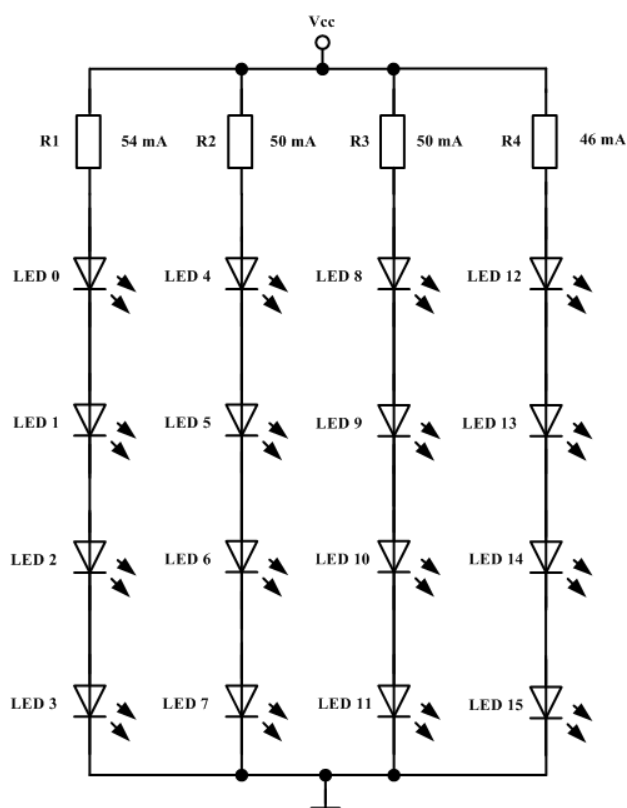 Vcc
R1 54 mA R2 50 mA R3 50 mA R4 46 mA
LED 0 LED 4 LED 8 LED 12
LED 1 LED 5 LED 9 LED 13
LED 2 LED 6 LED 10 LED 14
LED 3 LED 7 LED 11 LED 15